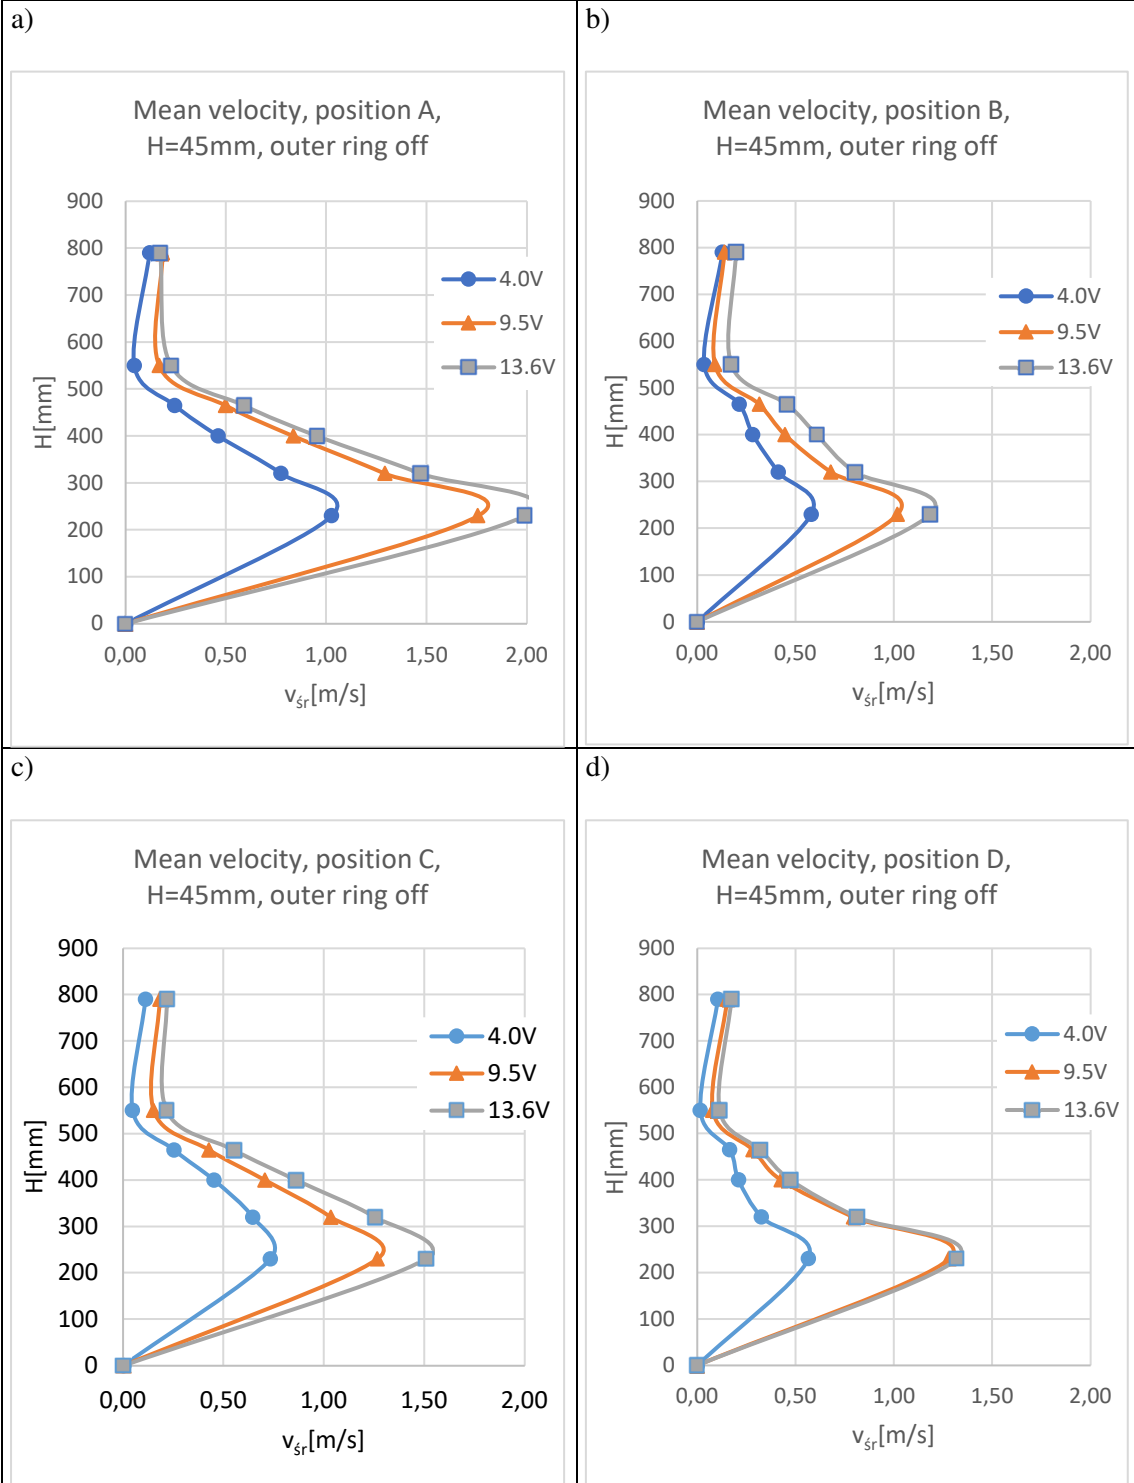 a)
Mean velocity, position A,
H=45mm, outer ring off
900
800
700
600
500
400
300
200
100
0
H[mm]
4.0V
9.5V
13.6V
0,00 0,50 1,00 1,50 2,00
vśr[m/s]
b)
Mean velocity, position B,
H=45mm, outer ring off
900
800
700
600
500
400
300
200
100
0
H[mm]
4.0V
9.5V
13.6V
0,00 0,50 1,00 1,50 2,00
vśr[m/s]
c)
Mean velocity, position C,
H=45mm, outer ring off
900
800
700
600
500
400
300
200
100
0
H[mm]
4.0V
9.5V
13.6V
0,00 0,50 1,00 1,50 2,00
vśr[m/s]
d)
Mean velocity, position D,
H=45mm, outer ring off
900
800
700
600
500
400
300
200
100
0
H[mm]
4.0V
9.5V
13.6V
0,00 0,50 1,00 1,50 2,00
vśr[m/s]